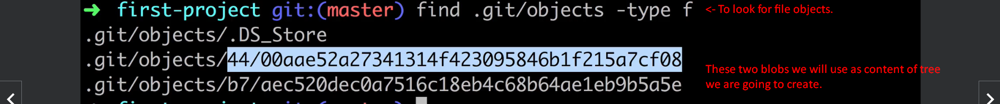 ➜ first-project git:(master) find .git/objects -type f <- To look for file objects.
.git/objects/.DS_Store
.git/objects/44/00aae52a27341314f423095846b1f215a7cf08
These two blobs we will use as content of tree
.git/objects/b7/aec520dec0a7516c18eb4c68b64ae1eb9b5a5e
we are going to create.